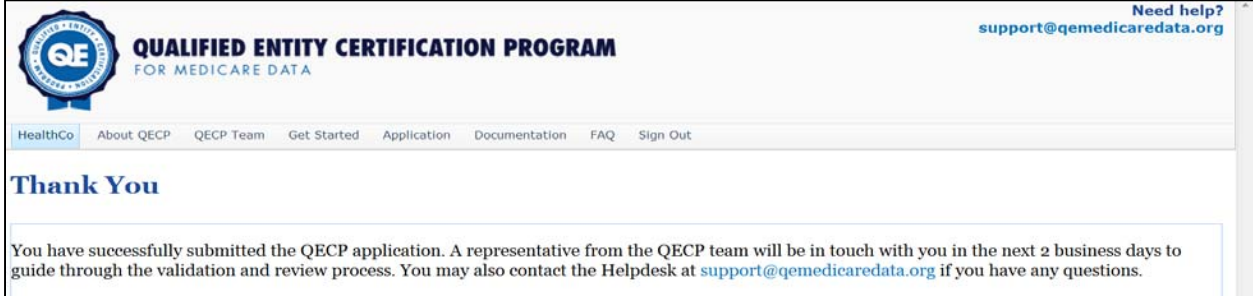 Need help?
support@qemedicaredata.org
QE
QUALIFIED ENTITY CERTIFICATION PROGRAM
FOR MEDICARE DATA
HealthCo About QECP QECP Team Get Started Application Documentation FAQ Sign Out
Thank You
You have successfully submitted the QECP application. A representative from the QECP team will be in touch with you in the next 2 business days to
guide through the validation and review process. You may also contact the Helpdesk at support@qemedicaredata.org if you have any questions.